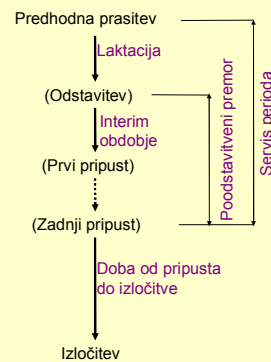 Predhodna prasitev
Laktacija
(Odstavitev)
Interim
obdobje
(Prvi pripust)
(Zadnji pripust)
Doba od pripusta
do izločitve
Izločitev
Poodstavitveni premor
Servis perioda